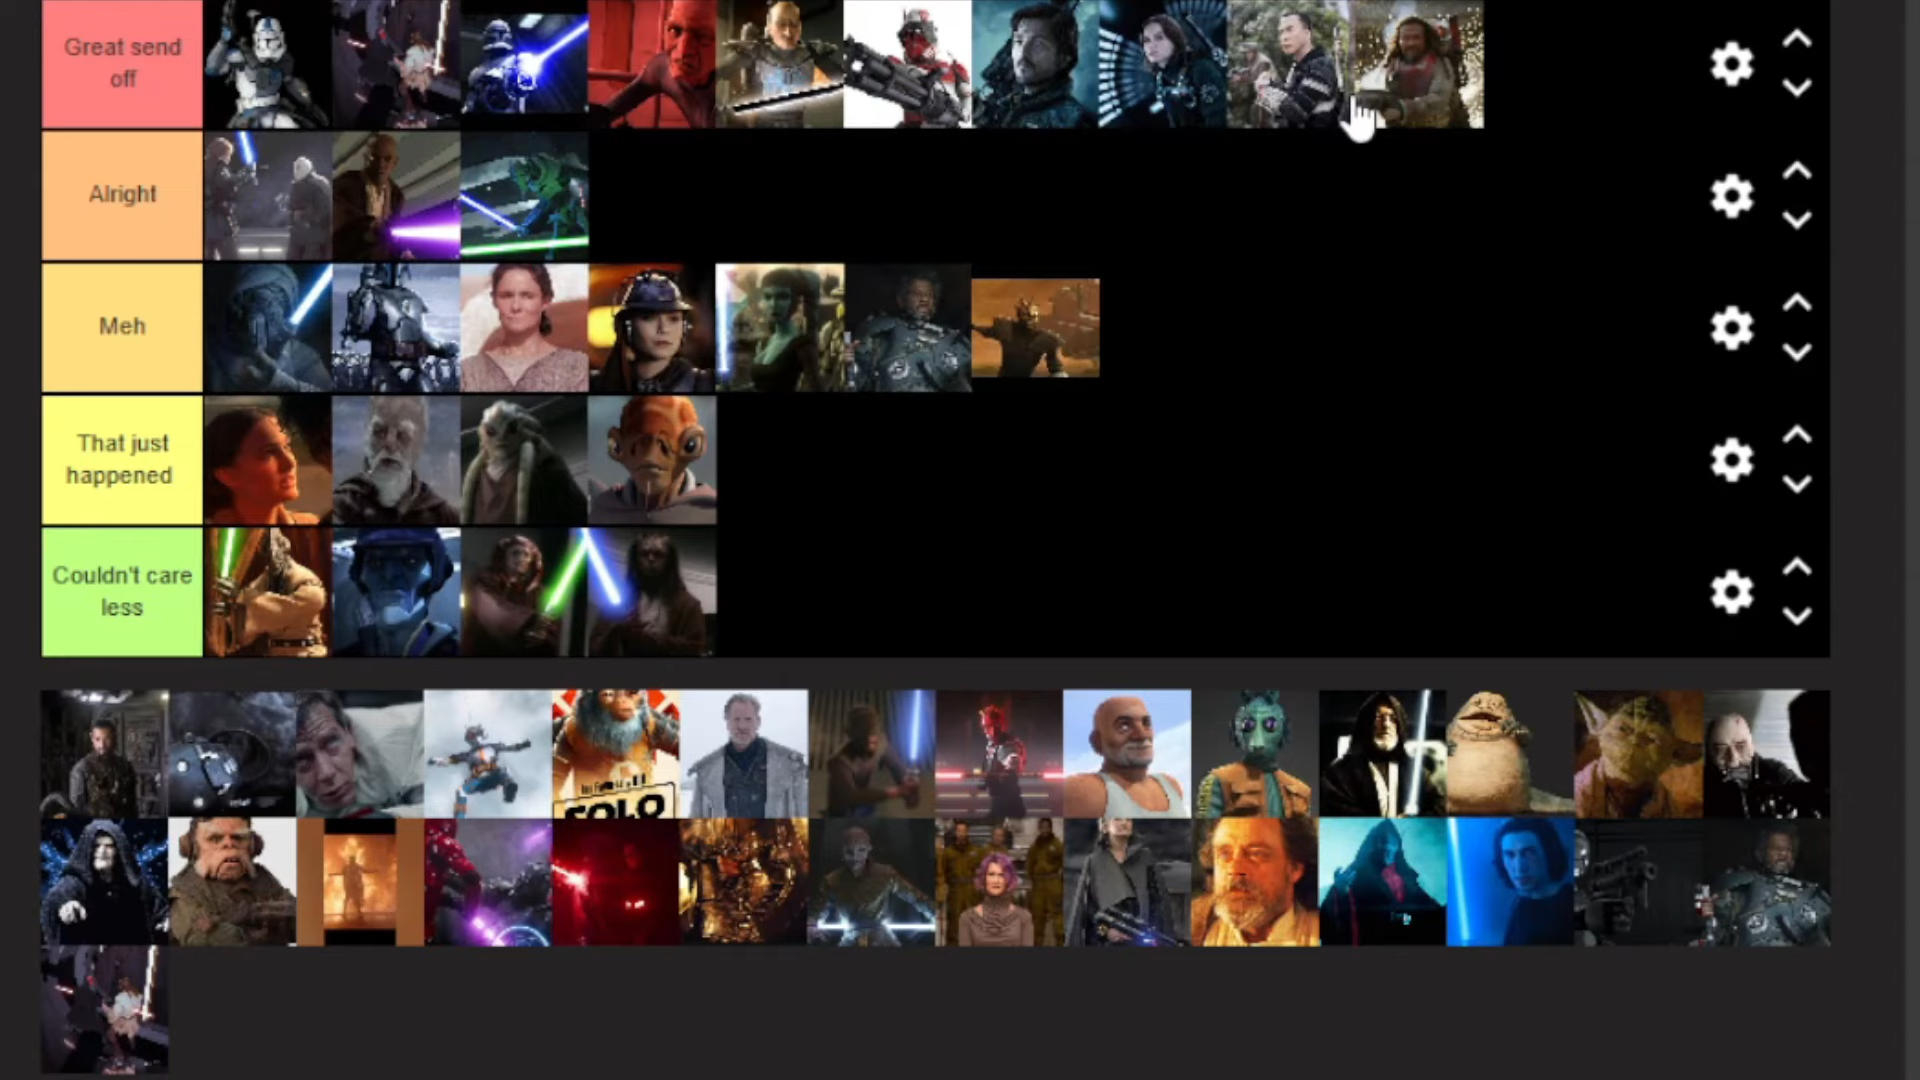 Great send
off
Alright
Meh
That just
happened
Couldn't care
less
SOLO